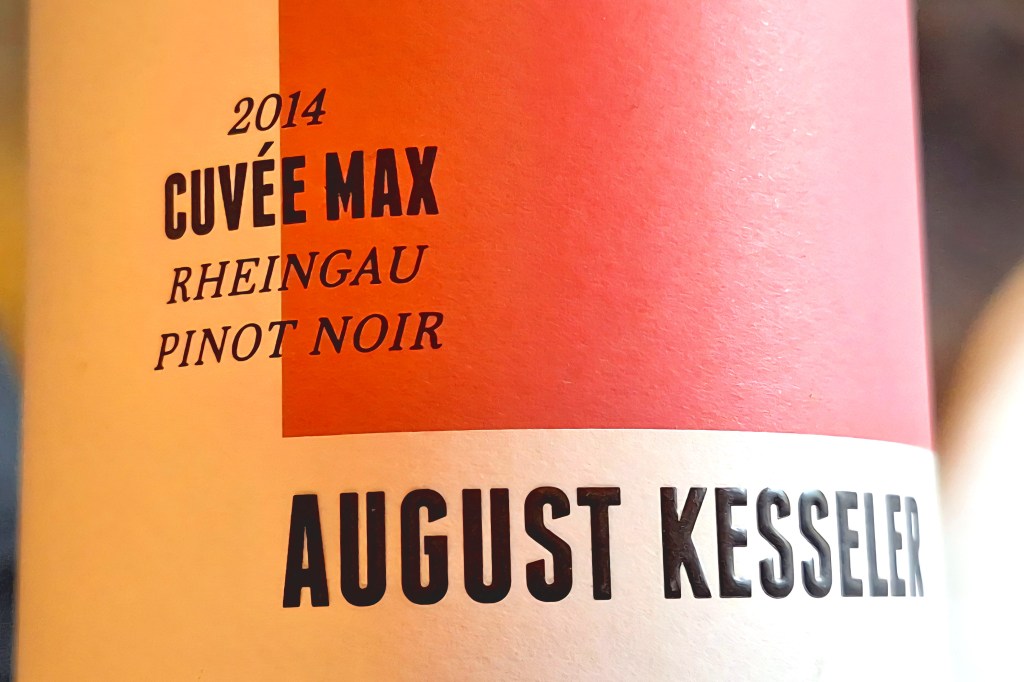 2014
CUVÉE MAX
RHEINGAU
PINOT NOIR
AUGUST KESSELER